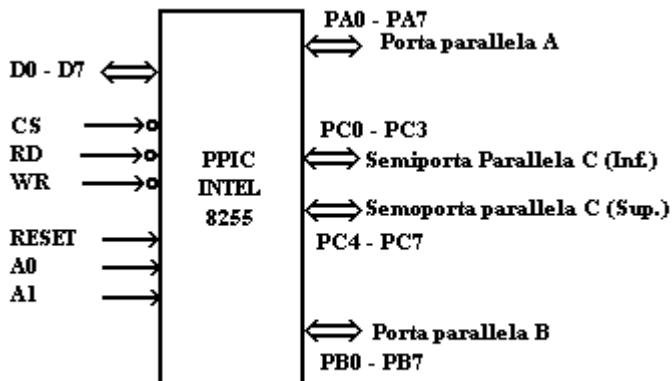 PA0 - PA7
Porta parallela A
D0 - D7
CS
RD
WR
RESET
A0
A1
PPIC
INTEL
8255
PC0 - PC3
Semiporta Parallela C (Inf.)
Semoporta parallela C (Sup.)
PC4 - PC7
Porta parallela B
PB0 - PB7